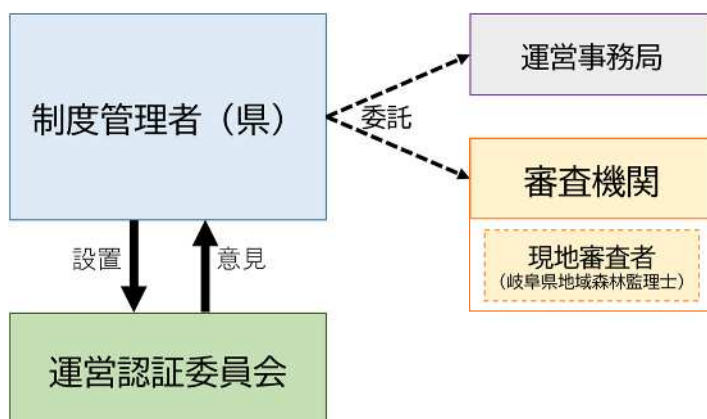 制度管理者（県）
委託
運営事務局
審査機関
現地審査者
（岐阜県地域森林監理士）
設置
意見
運営認証委員会